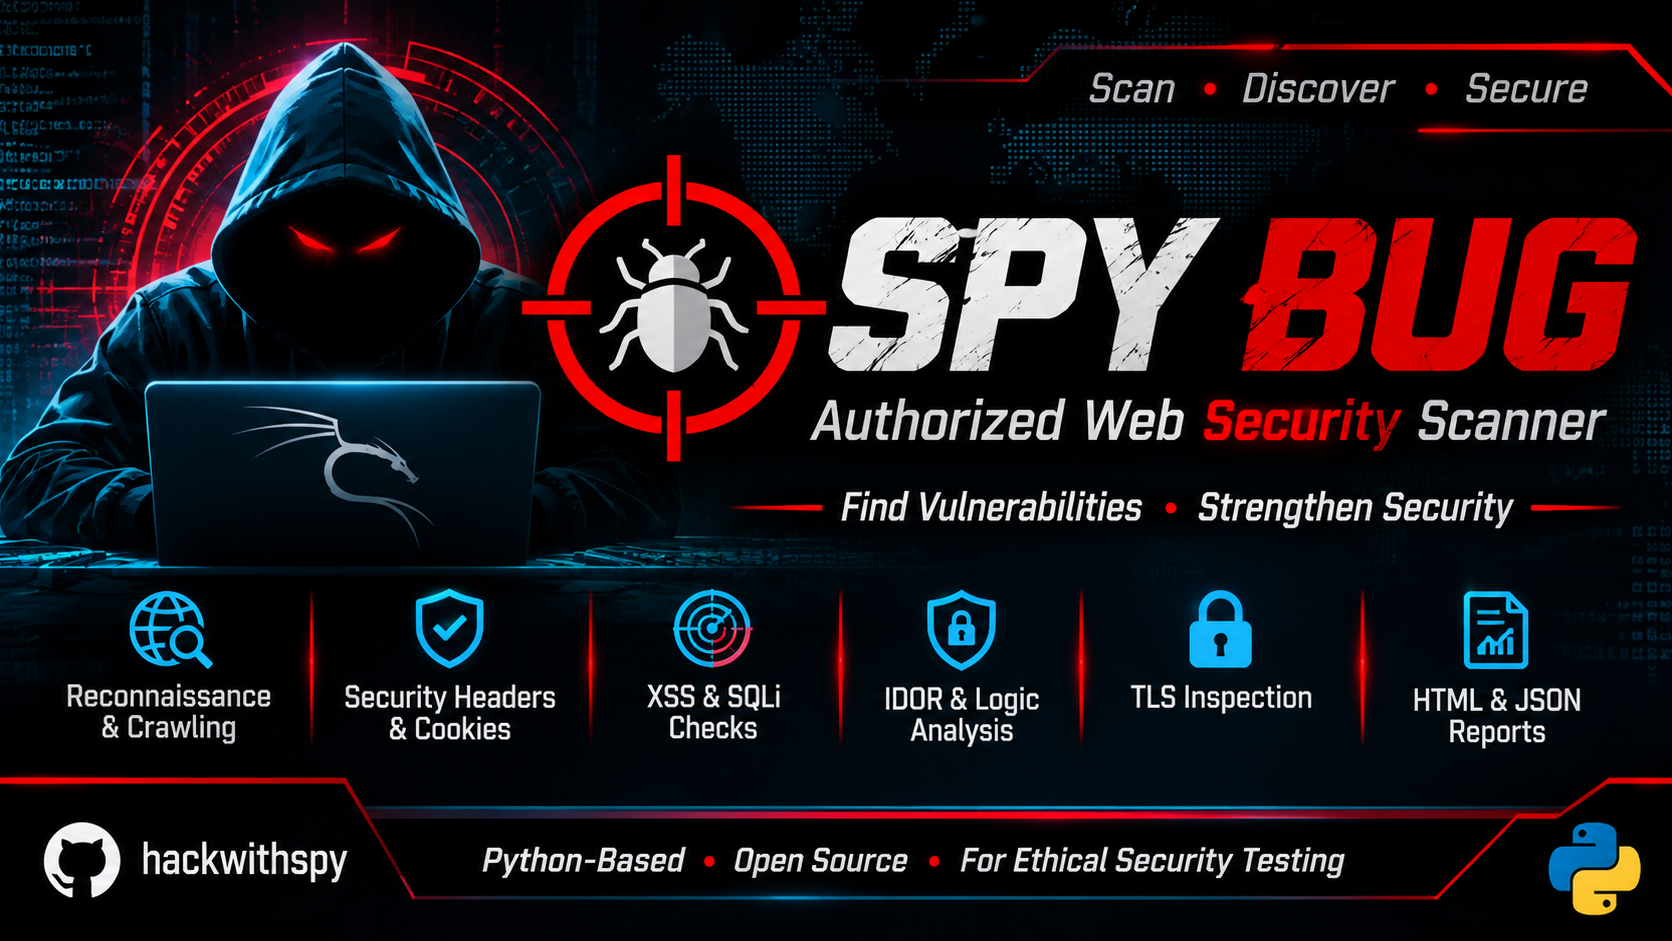 Scan • Discover • Secure
SPY BUG
Authorized Web Security Scanner
Find Vulnerabilities • Strengthen Security
Reconnaissance
& Crawling
Security Headers
& Cookies
XSS & SQLi
Checks
IDOR & Logic
Analysis
TLS Inspection
HTML & JSON
Reports
hackwithspy
Python-Based • Open Source • For Ethical Security Testing